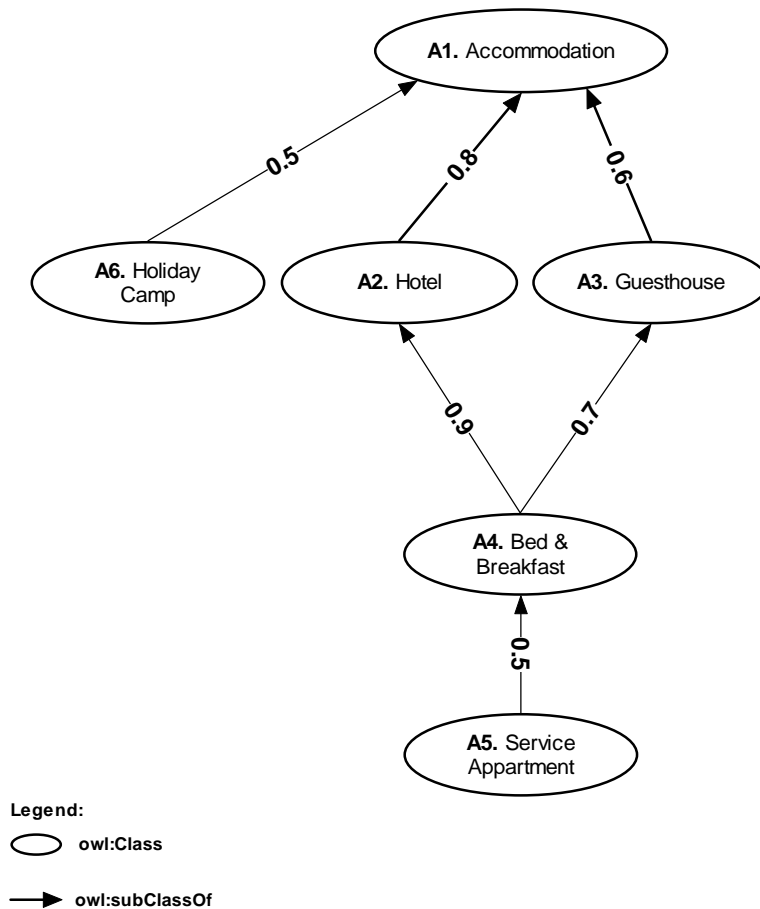 A1. Accommodation
0.5
0.8
0.6
A6. Holiday
Camp
A2. Hotel
A3. Guesthouse
0.9
0.7
A4. Bed &
Breakfast
0.5
A5. Service
Appartment
Legend:
owl:Class
owl:subClassOf